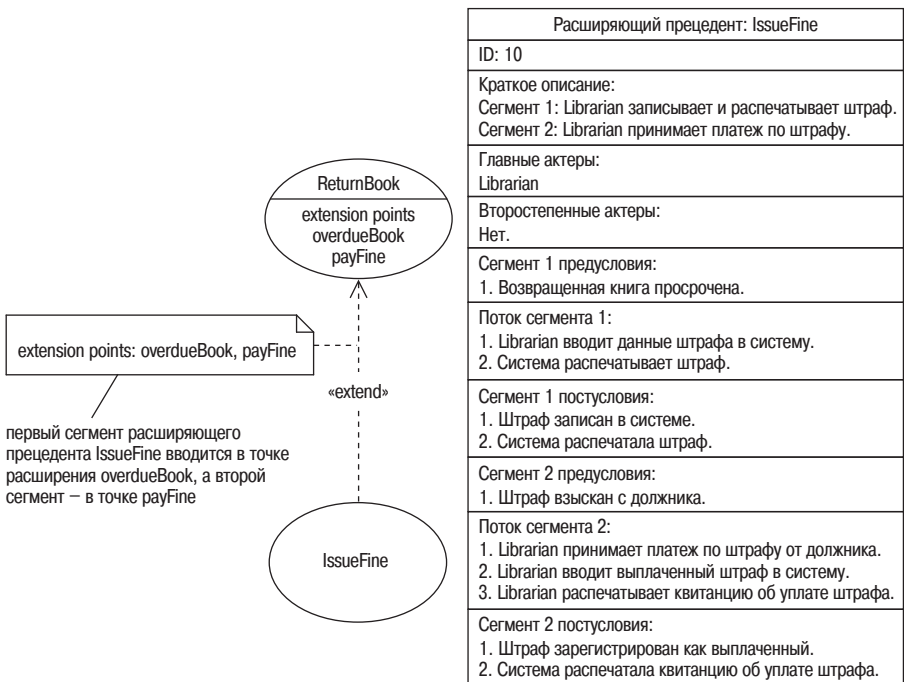 ReturnBook
extension points
overdueBook
payFine
extension points: overdueBook, payFine
«extend»
первый сегмент расширяющего
прецедента IssueFine вводится в точке
расширения overdueBook, а второй
сегмент – в точке payFine
IssueFine
Расширяющий прецедент: IssueFine
ID: 10
Краткое описание:
Сегмент 1: Librarian записывает и распечатывает штраф.
Сегмент 2: Librarian принимает платеж по штрафу.
Главные актеры:
Librarian
Второстепенные актеры:
Нет.
Сегмент 1 предусловия:
1. Возвращенная книга просрочена.
Поток сегмента 1:
1. Librarian вводит данные штрафа в систему.
2. Система распечатывает штраф.
Сегмент 1 постусловия:
1. Штраф записан в системе.
2. Система распечатала штраф.
Сегмент 2 предусловия:
1. Штраф взыскан с должника.
Поток сегмента 2:
1. Librarian принимает платеж по штрафу от должника.
2. Librarian вводит выплаченный штраф в систему.
3. Librarian распечатывает квитанцию об уплате штрафа.
Сегмент 2 постусловия:
1. Штраф зарегистрирован как выплаченный.
2. Система распечатала квитанцию об уплате штрафа.